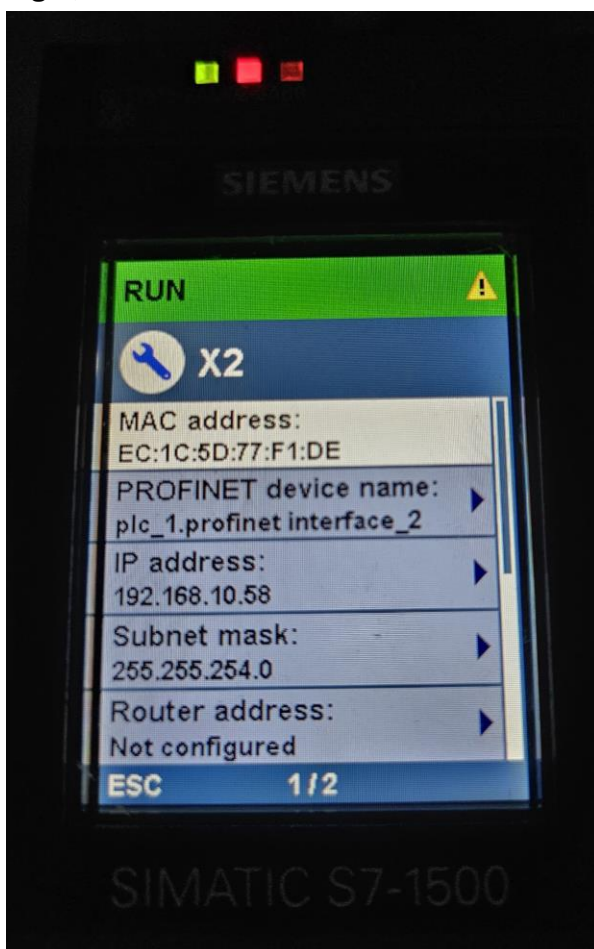 SIEMENS
RUN
X2
MAC address:
EC:1C:5D:77:F1:DE
PROFINET device name:
plc_1.profinet interface_2
IP address:
192.168.10.58
Subnet mask:
255.255.254.0
Router address:
Not configured
ESC 1/2
SIMATIC S7-1500